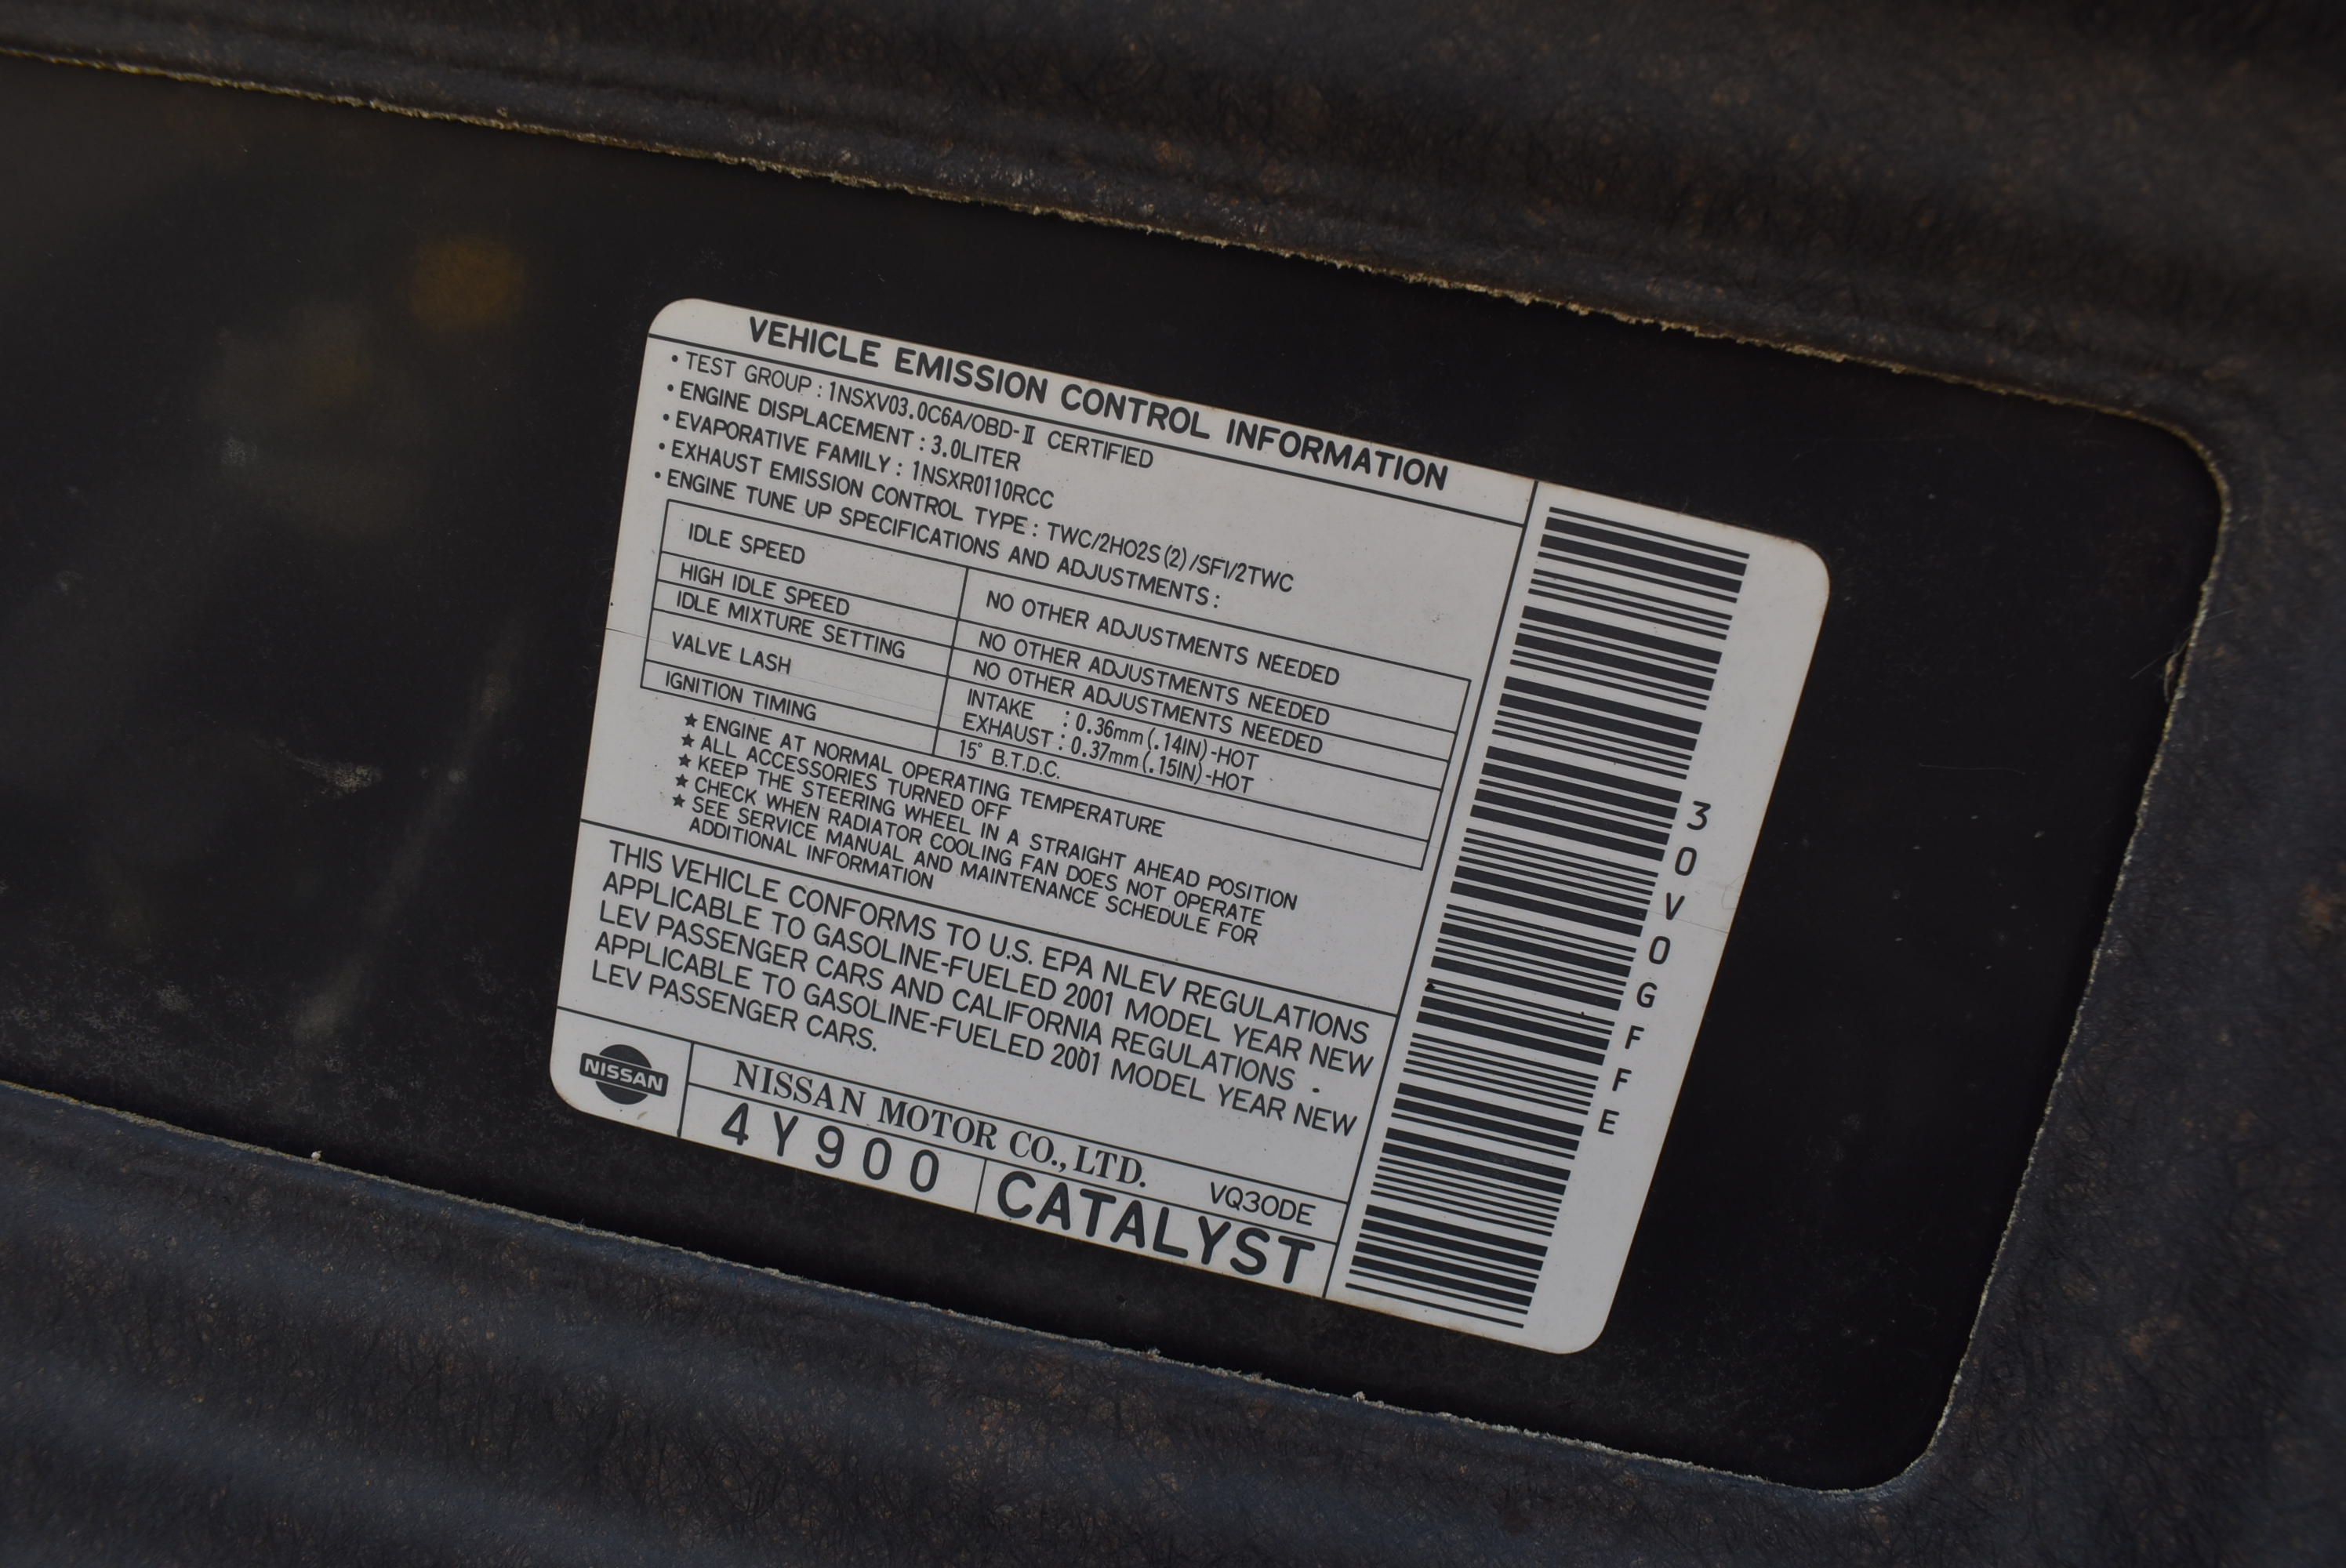 VEHICLE EMISSION CONTROL INFORMATION
• TEST GROUP : 1NSXV03.0C6A/OBD-II CERTIFIED
• ENGINE DISPLACEMENT : 3.0LITER
• EVAPORATIVE FAMILY : 1NSXR0110RCC
• EXHAUST EMISSION CONTROL TYPE : TWC/2HO2S(2)/SFI/2TWC
• ENGINE TUNE UP SPECIFICATIONS AND ADJUSTMENTS :
IDLE SPEED NO OTHER ADJUSTMENTS NEEDED
HIGH IDLE SPEED NO OTHER ADJUSTMENTS NEEDED
IDLE MIXTURE SETTING NO OTHER ADJUSTMENTS NEEDED
VALVE LASH INTAKE : 0.36mm(.14IN)-HOT
EXHAUST : 0.37mm(.15IN)-HOT
IGNITION TIMING 15° B.T.D.C.
★ ENGINE AT NORMAL OPERATING TEMPERATURE
★ ALL ACCESSORIES TURNED OFF
★ KEEP THE STEERING WHEEL IN A STRAIGHT AHEAD POSITION
★ CHECK WHEN RADIATOR COOLING FAN DOES NOT OPERATE
★ SEE SERVICE MANUAL AND MAINTENANCE SCHEDULE FOR
ADDITIONAL INFORMATION
THIS VEHICLE CONFORMS TO U.S. EPA NLEV REGULATIONS
APPLICABLE TO GASOLINE-FUELED 2001 MODEL YEAR NEW
LEV PASSENGER CARS AND CALIFORNIA REGULATIONS
APPLICABLE TO GASOLINE-FUELED 2001 MODEL YEAR NEW
LEV PASSENGER CARS.
NISSAN
NISSAN MOTOR CO., LTD. VQ30DE
4Y900 CATALYST
30V0GFFE